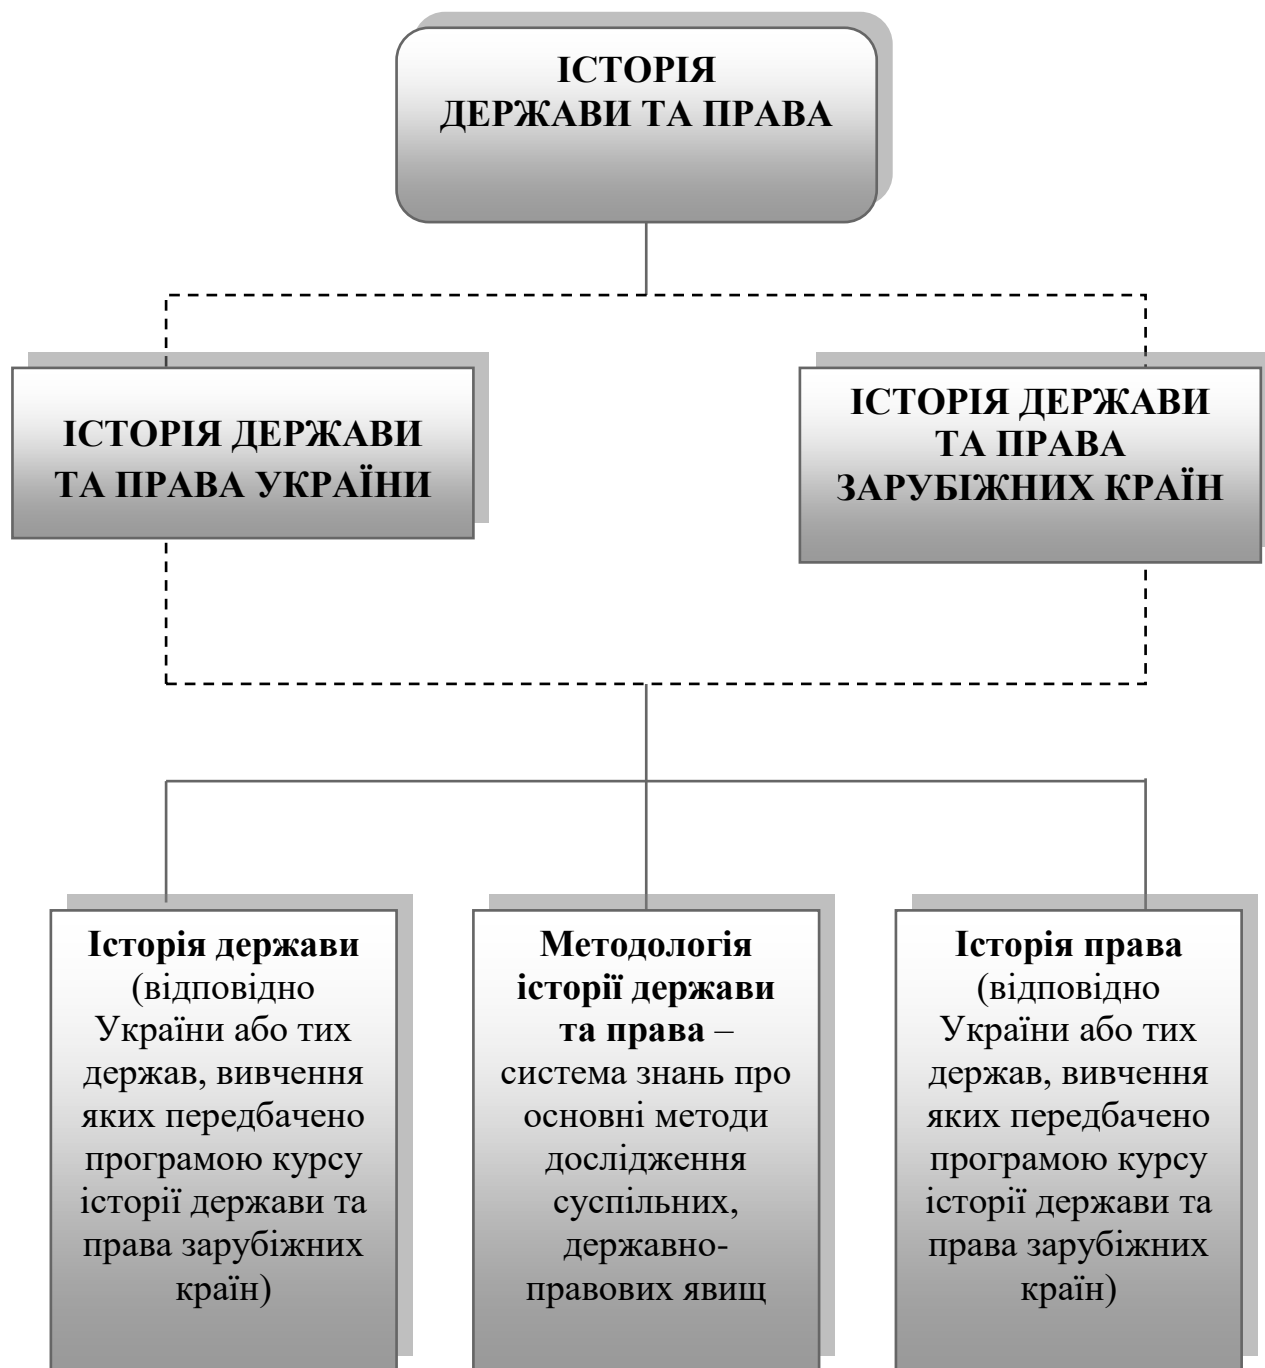 ІСТОРІЯ
ДЕРЖАВИ ТА ПРАВА
ІСТОРІЯ ДЕРЖАВИ
ТА ПРАВА УКРАЇНИ
ІСТОРІЯ ДЕРЖАВИ
ТА ПРАВА
ЗАРУБІЖНИХ КРАЇН
Історія держави
(відповідно
України або тих
держав, вивчення
яких передбачено
програмою курсу
історії держави та
права зарубіжних
країн)
Методологія
історії держави
та права –
система знань про
основні методи
дослідження
суспільних,
державно-
правових явищ
Історія права
(відповідно
України або тих
держав, вивчення
яких передбачено
програмою курсу
історії держави та
права зарубіжних
країн)